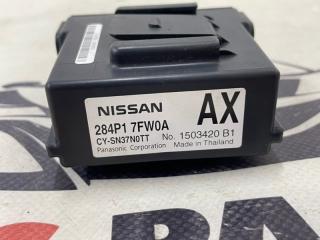 NISSAN AX
284P1 7FW0A
CY-SN37N0TT No. 1503420 B1
Panasonic Corporation Made in Thailand